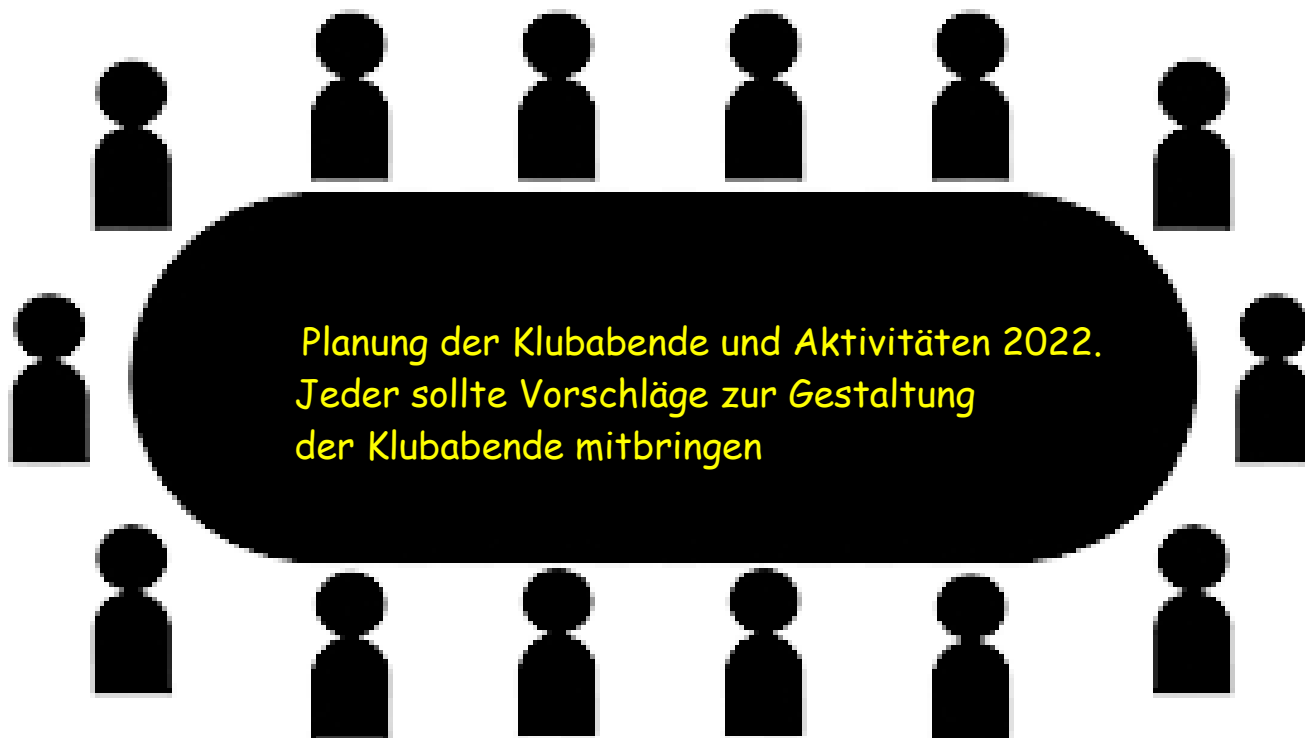 Planung der Klubabende und Aktivitäten 2022.
Jeder sollte Vorschläge zur Gestaltung
der Klubabende mitbringen